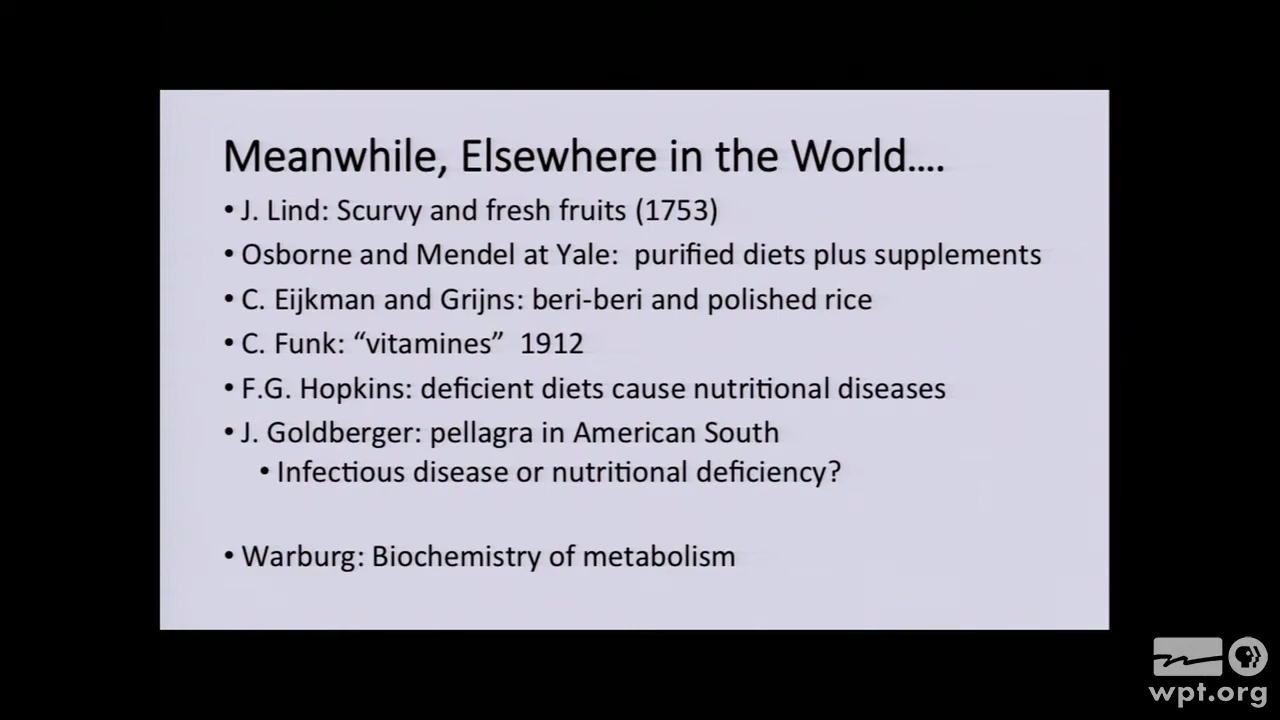 Meanwhile, Elsewhere in the World....
• J. Lind: Scurvy and fresh fruits (1753)
• Osborne and Mendel at Yale: purified diets plus supplements
• C. Eijkman and Grijns: beri-beri and polished rice
• C. Funk: “vitamines” 1912
• F.G. Hopkins: deficient diets cause nutritional diseases
• J. Goldberger: pellagra in American South
• Infectious disease or nutritional deficiency?
• Warburg: Biochemistry of metabolism
wpt.org